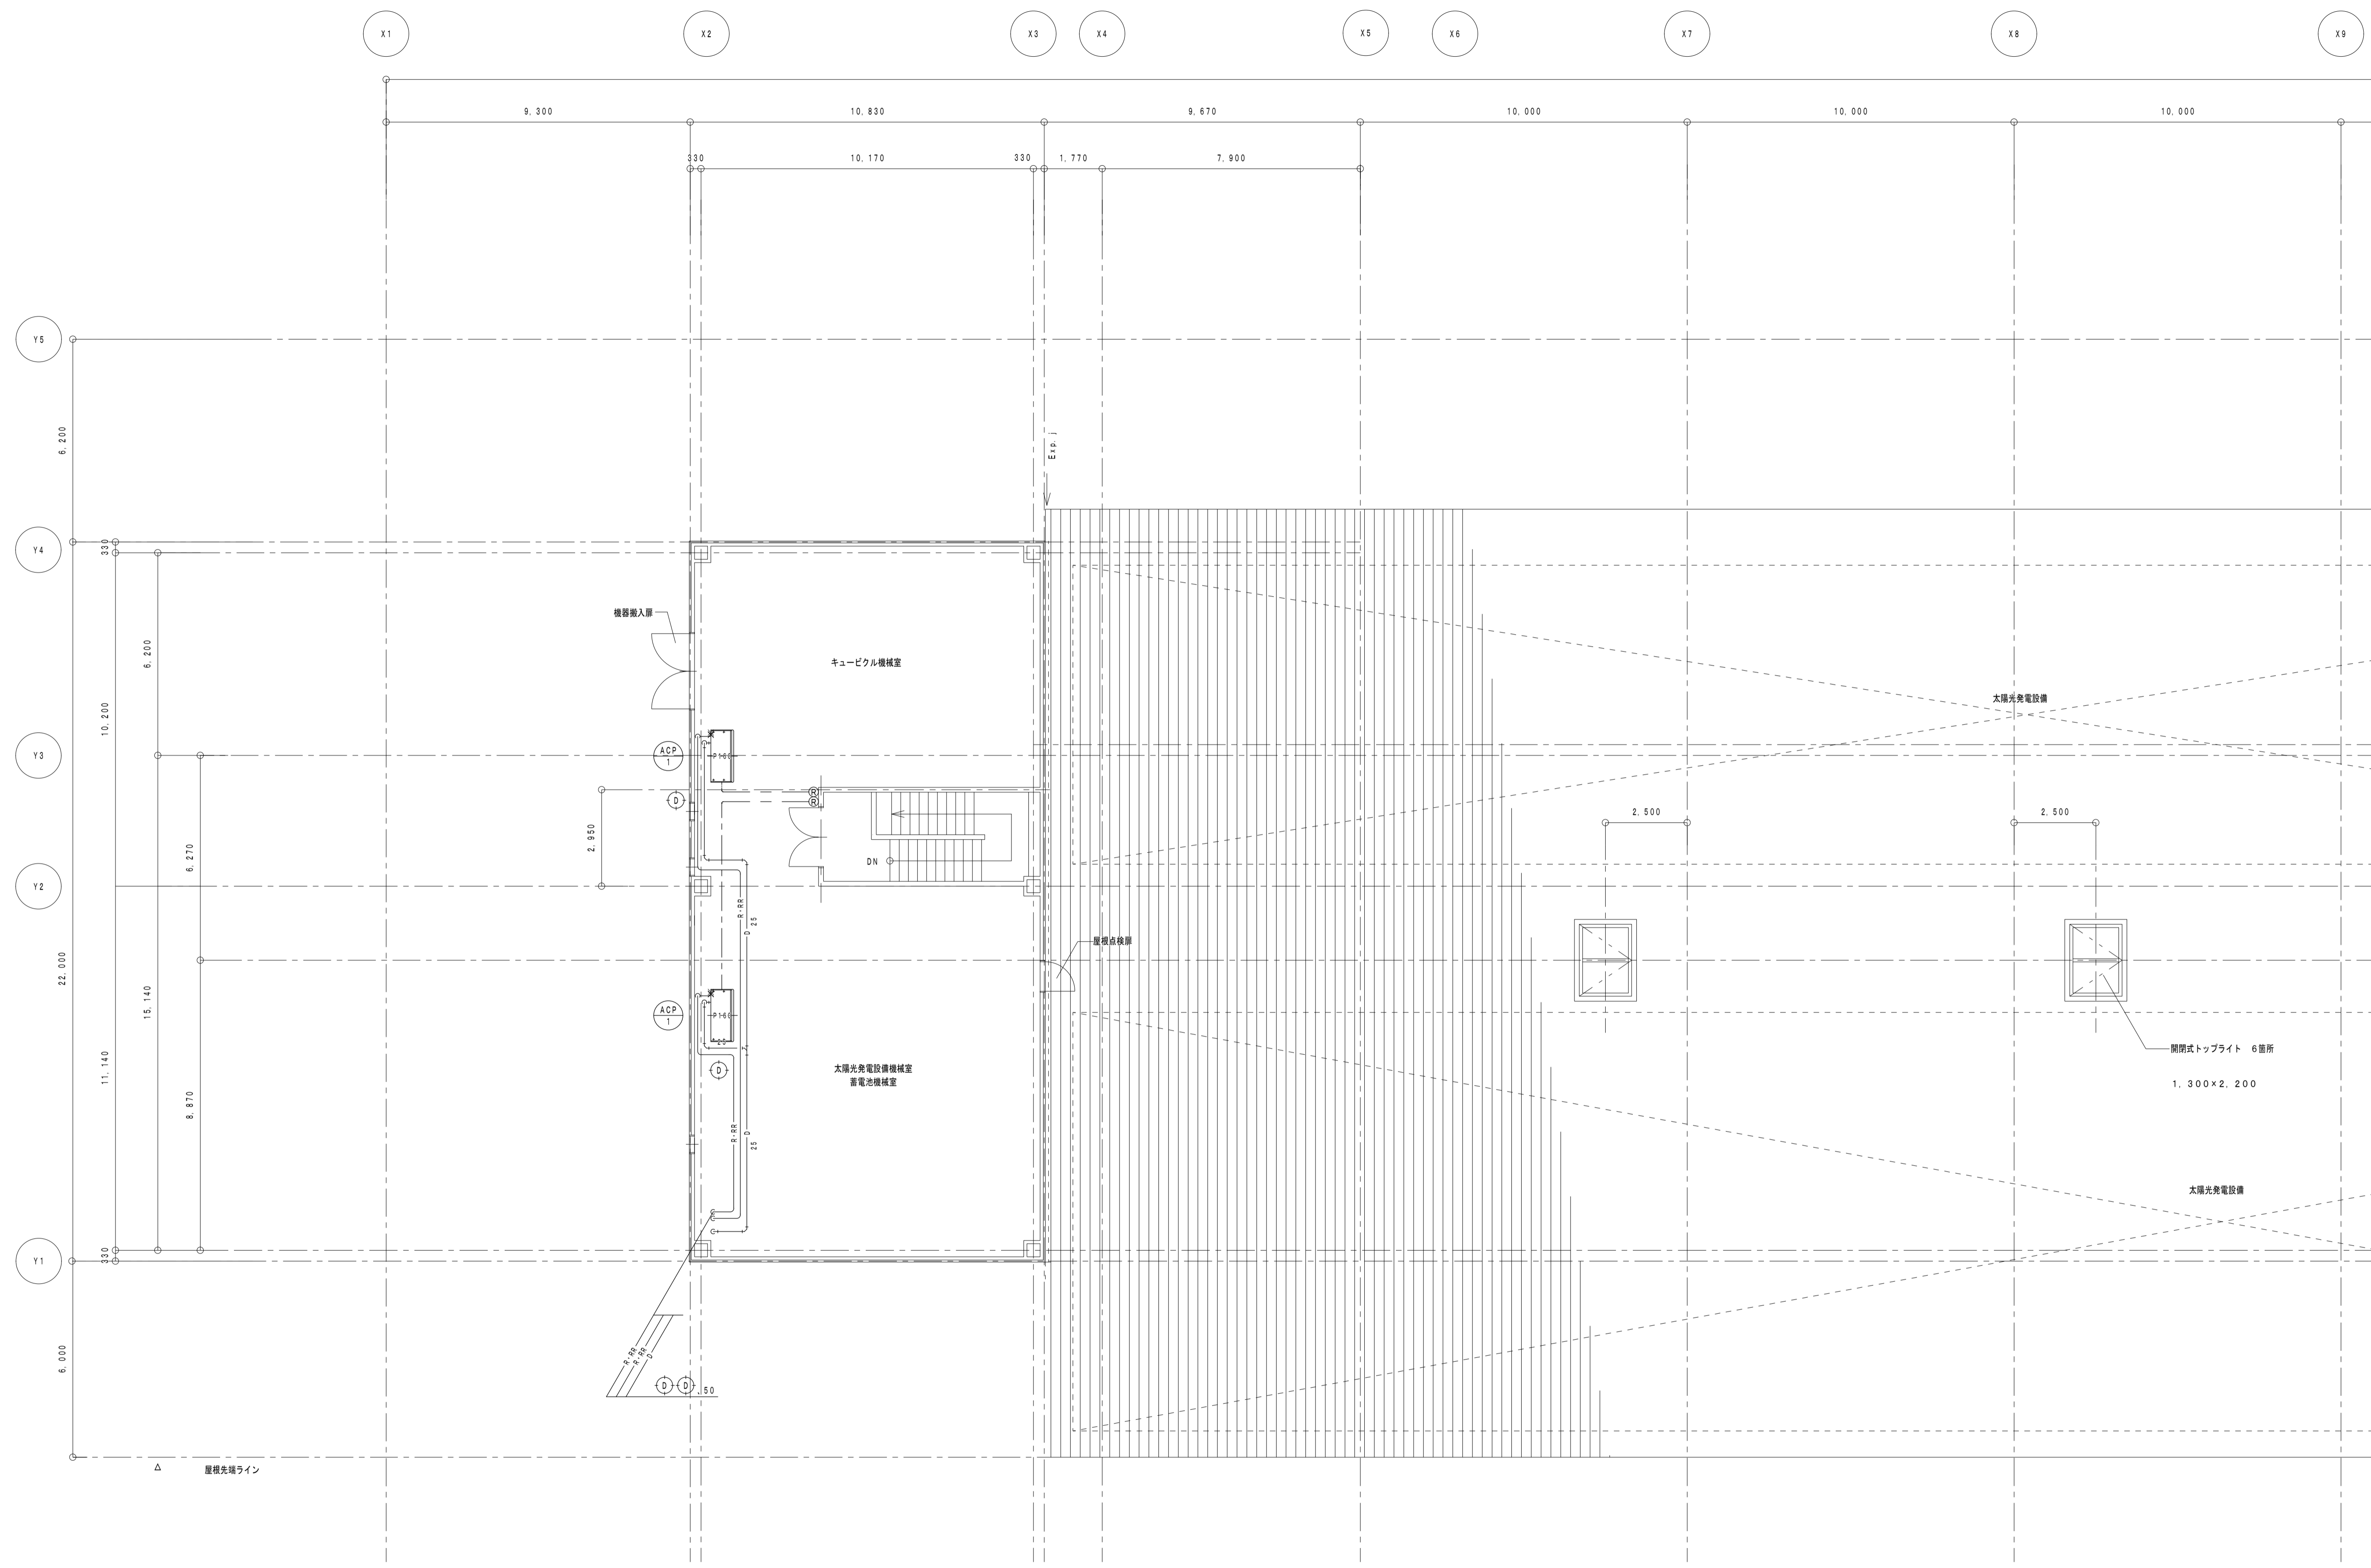 X1
X2
X3
X4
X5
X6
X7
X8
X9
9,300
10,830
9,670
10,000
10,000
10,000
330
10,170
330
1,770
7,900
Y5
6,200
Exp.j
Y4
330
機器搬入扉
6,200
キュービクル機械室
太陽光発電設備
10,200
Y3
ACP
1
P160
D
R
R
2,500
2,500
2,950
6,270
DN
Y2
R・RR
D
25
屋根点検扉
22,000
15,140
ACP
1
P160
25
開閉式トップライト 6箇所
11,140
D
太陽光発電設備機械室
蓄電池機械室
1,300×2,200
8,870
R・RR
D
25
太陽光発電設備
330
Y1
6,000
R・RR
R・RR
D
D
D
,50
△
屋根先端ライン